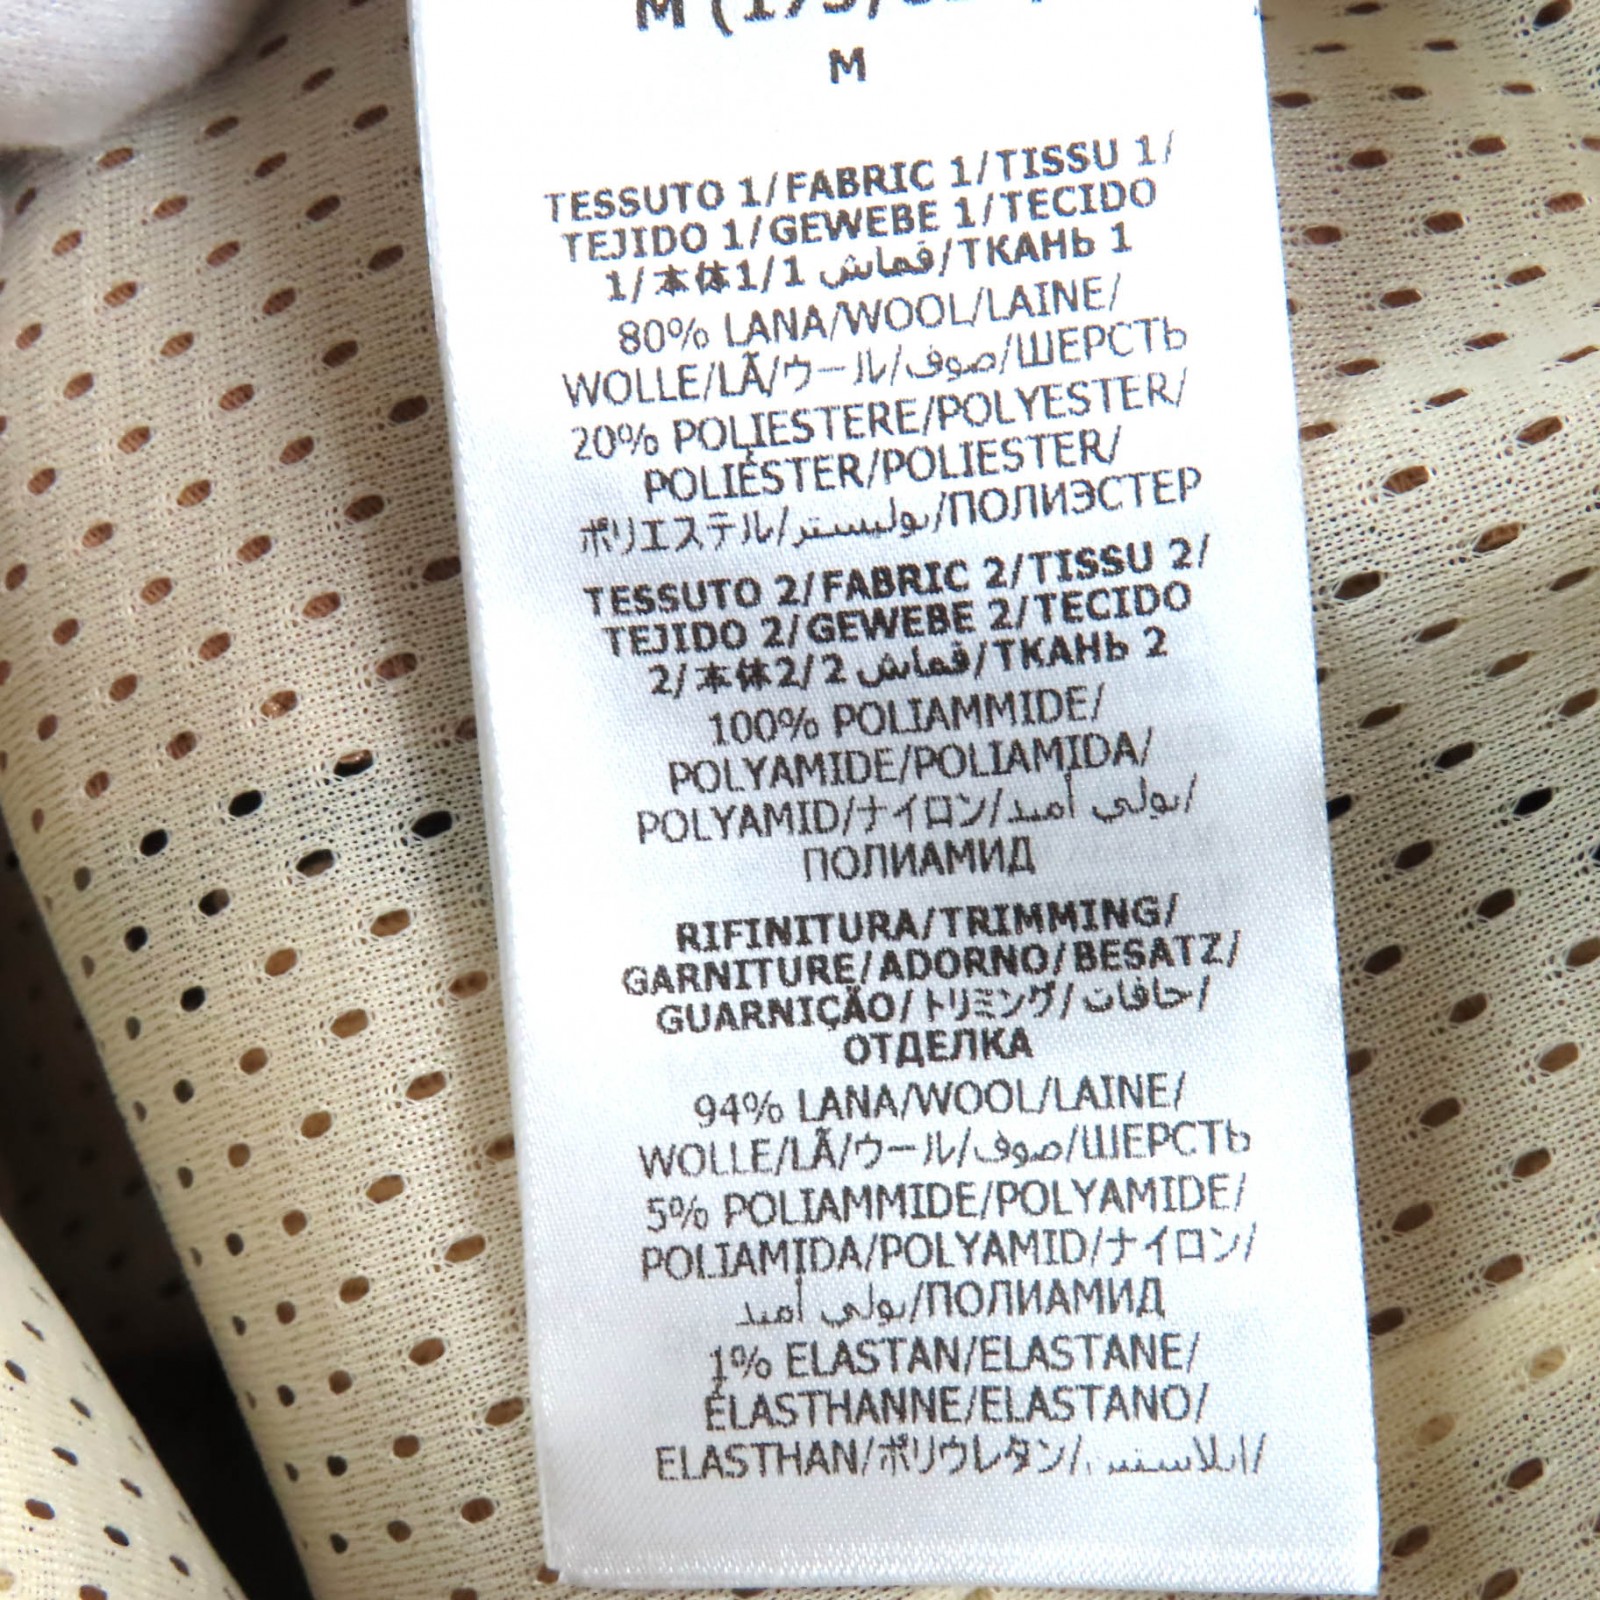 M
TESSUTO 1/FABRIC 1/TISSU 1/
TEJIDO 1/GEWEBE 1/TECIDO
1/本体1/1 قماش/ТКАНЬ 1
80% LANA/WOOL/LAINE/
WOLLE/LÃ/ウール/صوف/ШЕРСТЬ
20% POLIESTERE/POLYESTER/
POLIÉSTER/POLIESTER/
ポリエステル/بوليستر/ПОЛИЭСТЕР
TESSUTO 2/FABRIC 2/TISSU 2/
TEJIDO 2/GEWEBE 2/TECIDO
2/本体2/2 قماش/ТКАНЬ 2
100% POLIAMMIDE/
POLYAMIDE/POLIAMIDA/
POLYAMID/ナイロン/بولي أميد/
ПОЛИАМИД
RIFINITURA/TRIMMING/
GARNITURE/ADORNO/BESATZ/
GUARNIÇÃO/トリミング/حافات/
ОТДЕЛКА
94% LANA/WOOL/LAINE/
WOLLE/LÃ/ウール/صوف/ШЕРСТЬ
5% POLIAMMIDE/POLYAMIDE/
POLIAMIDA/POLYAMID/ナイロン/
بولي أميد/ПОЛИАМИД
1% ELASTAN/ELASTANE/
ÉLASTHANNE/ELASTANO/
ELASTHAN/ポリウレタン/